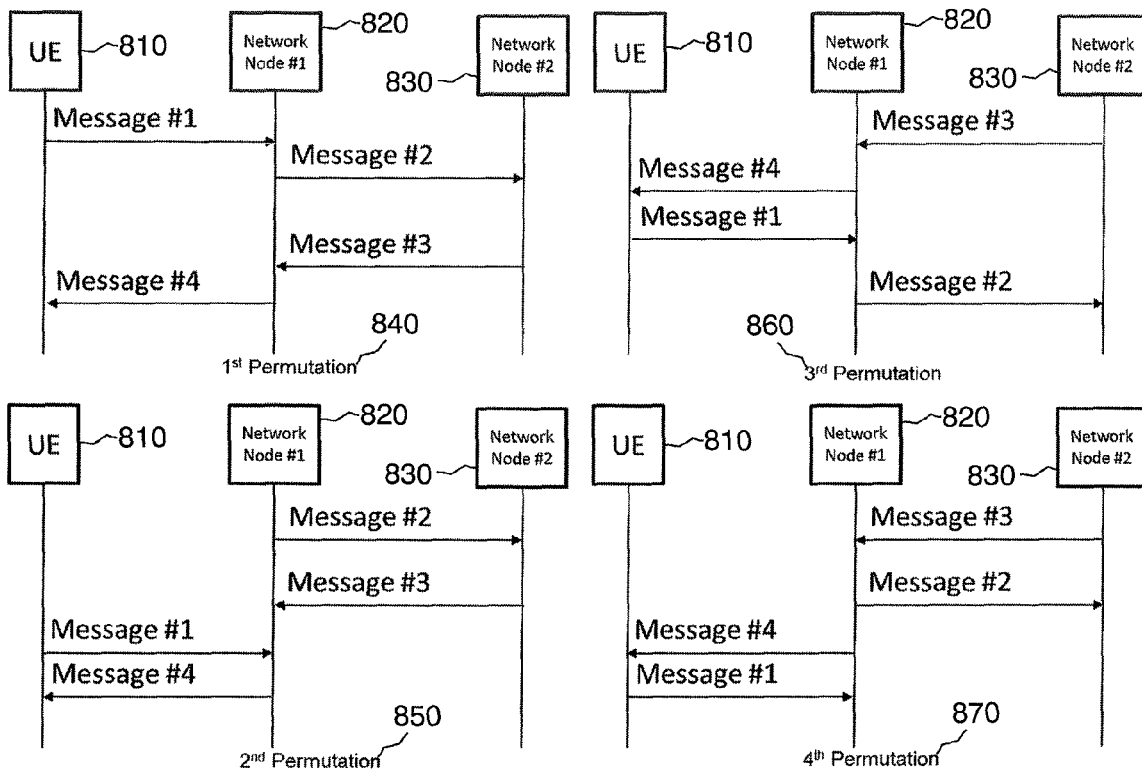 UE
810
Network
Node #1
820
Network
Node #2
830
Message #1
Message #2
Message #3
Message #4
840
1st Permutation
UE
810
Network
Node #1
820
Network
Node #2
830
Message #3
Message #4
Message #1
Message #2
860
3rd Permutation
UE
810
Network
Node #1
820
Network
Node #2
830
Message #2
Message #3
Message #1
Message #4
850
2nd Permutation
UE
810
Network
Node #1
820
Network
Node #2
830
Message #3
Message #2
Message #4
Message #1
870
4th Permutation